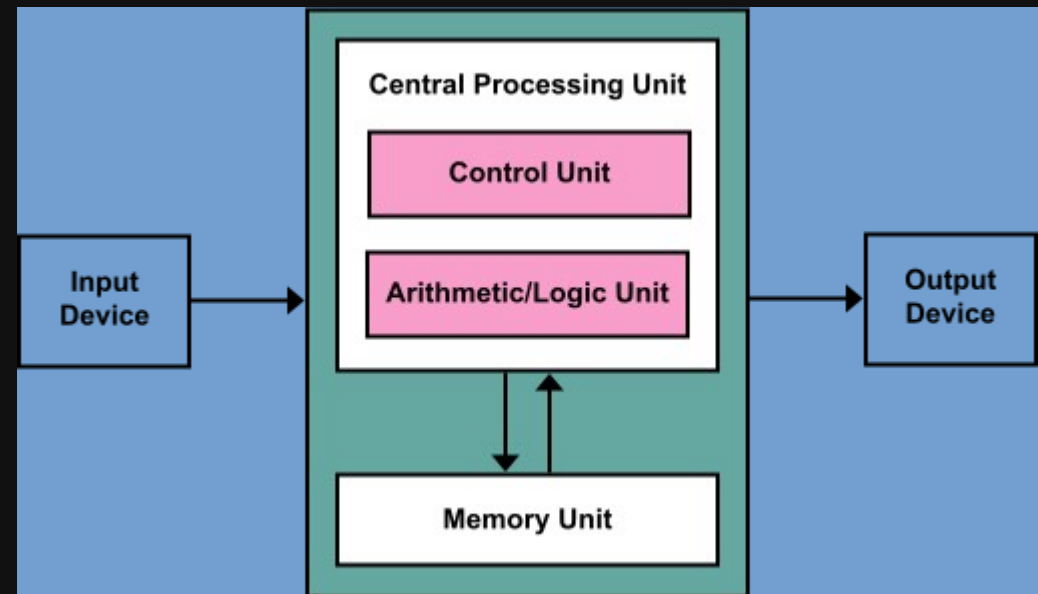 Central Processing Unit
Control Unit
Arithmetic/Logic Unit
Input
Device
Output
Device
Memory Unit